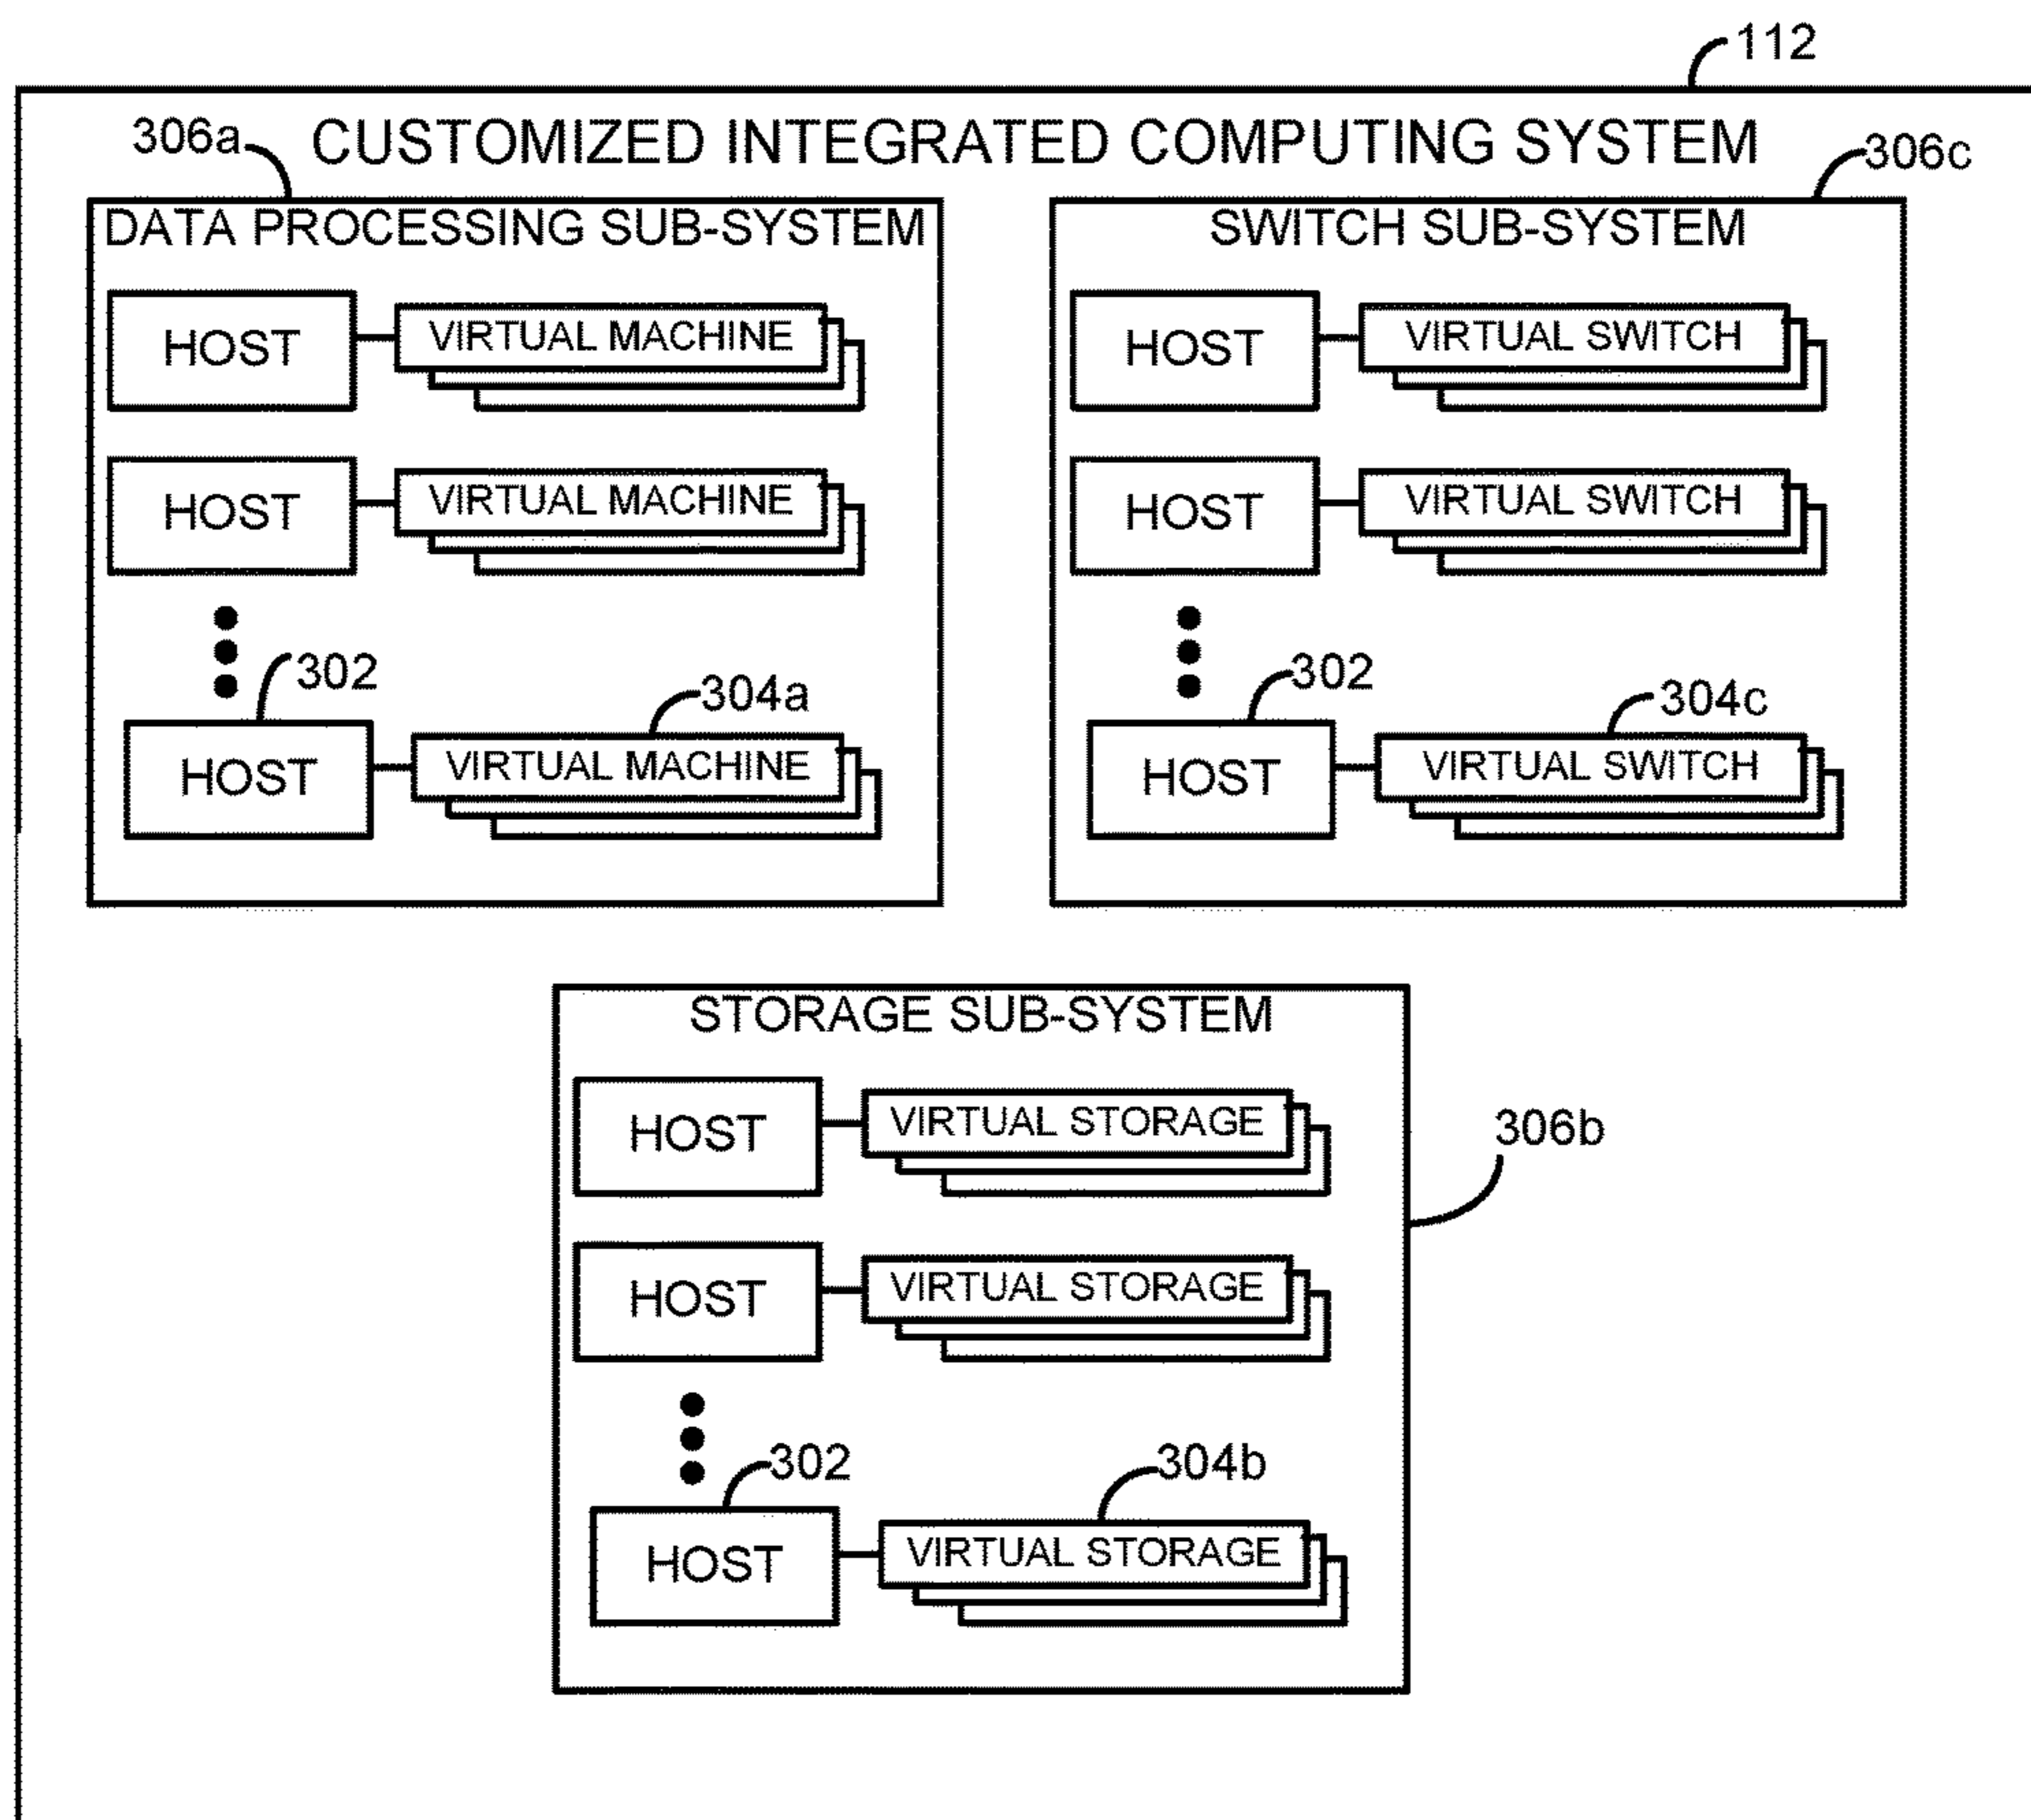 112
CUSTOMIZED INTEGRATED COMPUTING SYSTEM
306a
306c
DATA PROCESSING SUB-SYSTEM
HOST
VIRTUAL MACHINE
HOST
VIRTUAL MACHINE
302
304a
HOST
VIRTUAL MACHINE
SWITCH SUB-SYSTEM
HOST
VIRTUAL SWITCH
HOST
VIRTUAL SWITCH
302
304c
HOST
VIRTUAL SWITCH
STORAGE SUB-SYSTEM
306b
HOST
VIRTUAL STORAGE
HOST
VIRTUAL STORAGE
302
304b
HOST
VIRTUAL STORAGE